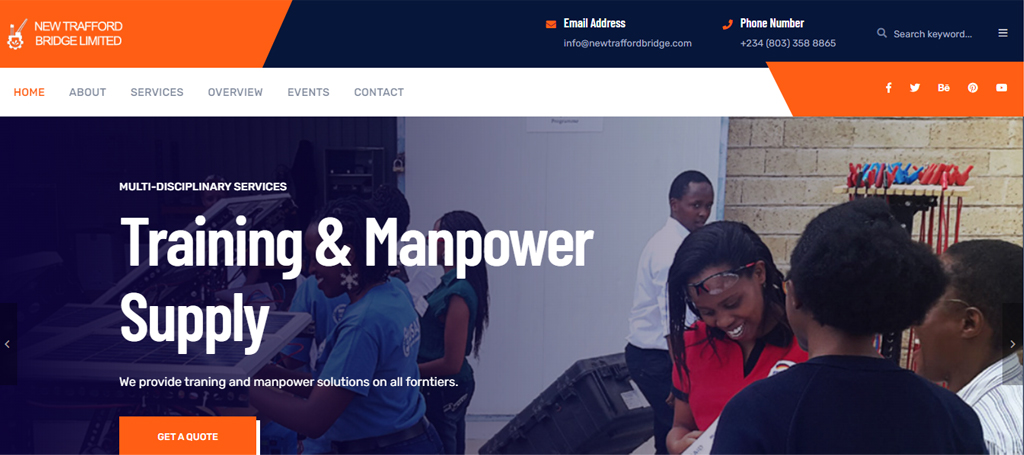 NEW TRAFFORD
BRIDGE LIMITED
Email Address
info@newtraffordbridge.com
Phone Number
+234 (803) 358 8865
Search keyword...
HOME ABOUT SERVICES OVERVIEW EVENTS CONTACT
Bē
Programme
MULTI-DISCIPLINARY SERVICES
Training & Manpower
Supply
We provide traning and manpower solutions on all forntiers.
GET A QUOTE